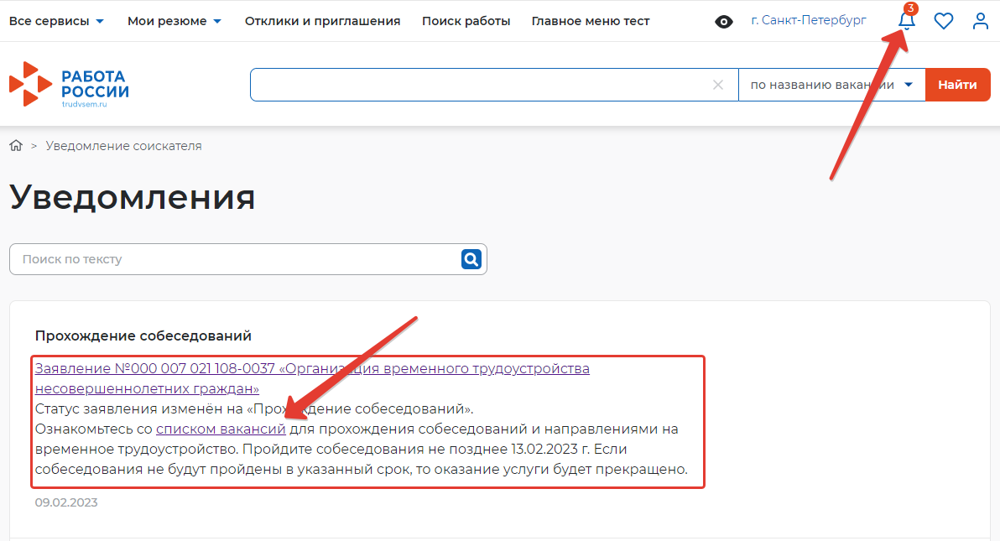 Все сервисы Мои резюме Отклики и приглашения Поиск работы Главное меню тест г. Санкт-Петербург 3
РАБОТА
РОССИИ
trudvsem.ru
по названию вакансии Найти
> Уведомление соискателя
Уведомления
Поиск по тексту
Прохождение собеседований
Заявление №000 007 021 108-0037 «Организация временного трудоустройства
несовершеннолетних граждан»
Статус заявления изменён на «Прохождение собеседований».
Ознакомьтесь со списком вакансий для прохождения собеседований и направлениями на
временное трудоустройство. Пройдите собеседования не позднее 13.02.2023 г. Если
собеседования не будут пройдены в указанный срок, то оказание услуги будет прекращено.
09.02.2023